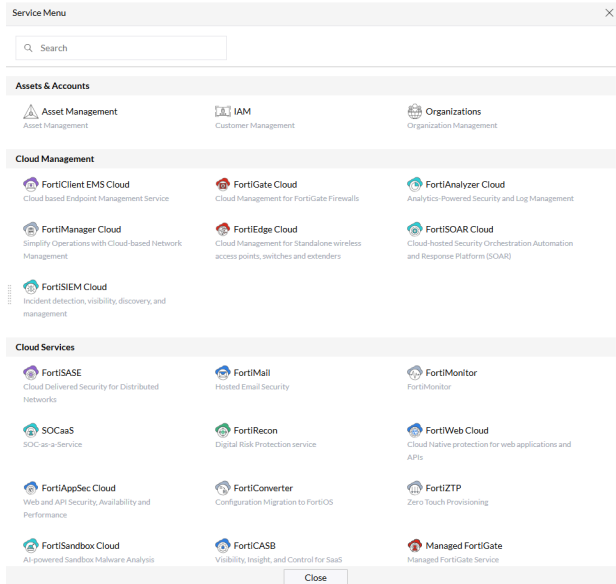 Service Menu
Search
Assets & Accounts
Asset Management
IAM
Organizations
Asset Management
Customer Management
Organization Management
Cloud Management
FortiClient EMS Cloud
FortiGate Cloud
FortiAnalyzer Cloud
Cloud based Endpoint Management Service
Cloud Management for FortiGate Firewalls
Analytics-Powered Security and Log Management
FortiManager Cloud
FortiEdge Cloud
FortiSOAR Cloud
Simplify Operations with Cloud-based Network
Management
Cloud Management for Standalone wireless
access points, switches and extenders
Cloud-hosted Security Orchestration Automation
and Response Platform (SOAR)
FortiSIEM Cloud
Incident detection, visibility, discovery, and
management
Cloud Services
FortiSASE
FortiMail
FortiMonitor
Cloud Delivered Security for Distributed
Networks
Hosted Email Security
FortiMonitor
SOCaaS
FortiRecon
FortiWeb Cloud
SOC-as-a-Service
Digital Risk Protection service
Cloud Native protection for web applications and
APIs
FortiAppSec Cloud
FortiConverter
FortiZTP
Web and API Security, Availability and
Performance
Configuration Migration to FortiOS
Zero Touch Provisioning
FortiSandbox Cloud
FortiCASB
Managed FortiGate
AI-powered Sandbox Malware Analysis
Visibility, Insight, and Control for SaaS
Managed FortiGate Service
Close